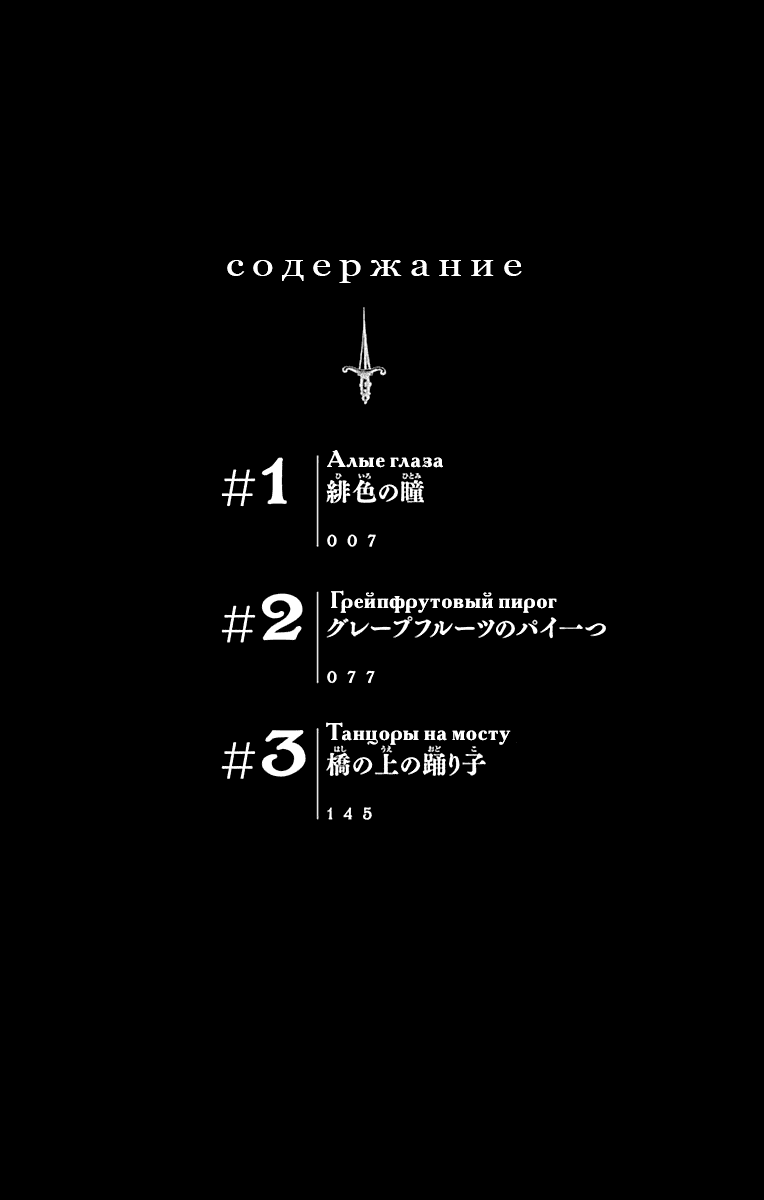 содержание
#1
Алые глаза
緋色の瞳
007
#2
Грейпфрутовый пирог
グレープフルーツのパイ一つ
077
#3
Танцоры на мосту
橋の上の踊り子
145